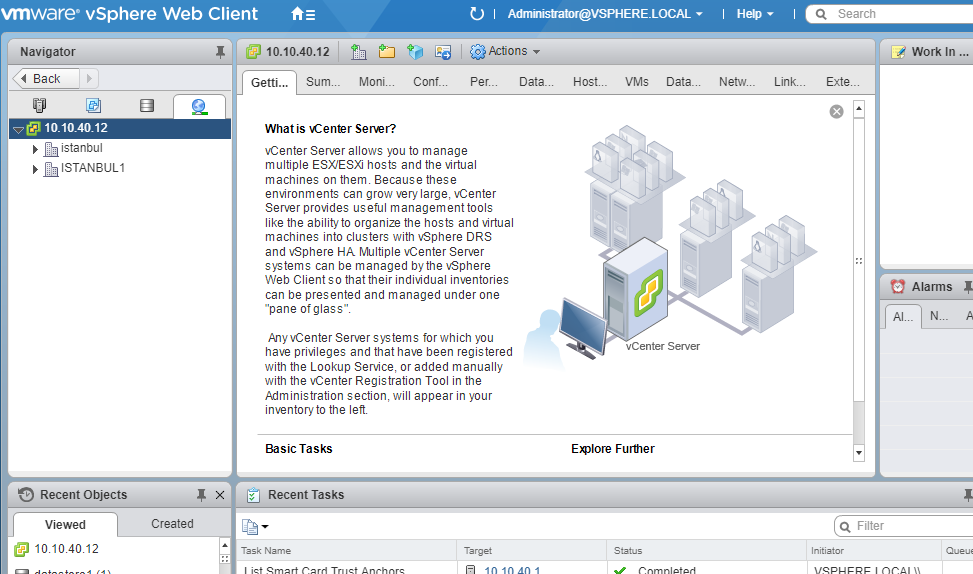 vmware® vSphere Web Client
Administrator@VSPHERE.LOCAL
Help
Search
Navigator
Back
10.10.40.12
istanbul
ISTANBUL1
10.10.40.12
Actions
Getti... Summ... Moni... Conf... Per... Data... Host... VMs Data... Netw... Link... Exte...
What is vCenter Server?
vCenter Server allows you to manage
multiple ESX/ESXi hosts and the virtual
machines on them. Because these
environments can grow very large, vCenter
Server provides useful management tools
like the ability to organize the hosts and virtual
machines into clusters with vSphere DRS
and vSphere HA. Multiple vCenter Server
systems can be managed by the vSphere
Web Client so that their individual inventories
can be presented and managed under one
"pane of glass".
Any vCenter Server systems for which you
have privileges and that have been registered
with the Lookup Service, or added manually
with the vCenter Registration Tool in the
Administration section, will appear in your
inventory to the left.
vCenter Server
Basic Tasks
Explore Further
Work In ...
Alarms
Al... N... A
Recent Objects
Viewed
Created
10.10.40.12
datastore1 (1)
Recent Tasks
Filter
Task Name Target Status Initiator Queue
List Smart Card Trust Anchors 10.10.40.1 Completed VSPHERE.LOCAL\\